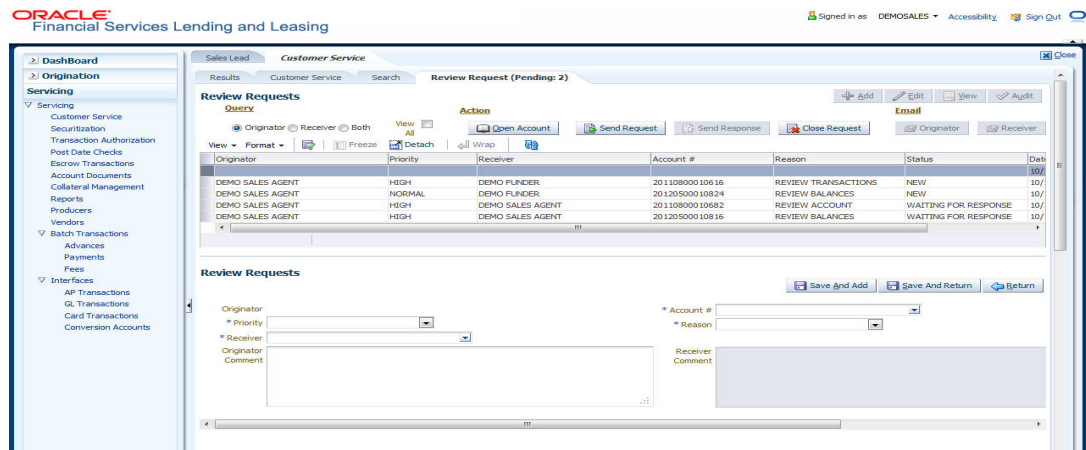 ORACLE®
Financial Services Lending and Leasing
Signed in as DEMOSALES Accessibility Sign Out
Close
DashBoard
Origination
Servicing
Servicing
Customer Service
Securitization
Transaction Authorization
Post Date Checks
Escrow Transactions
Account Documents
Collateral Management
Reports
Producers
Vendors
Batch Transactions
Advances
Payments
Fees
Interfaces
AP Transactions
GL Transactions
Card Transactions
Conversion Accounts
Sales Lead Customer Service
Results Customer Service Search Review Request (Pending: 2)
Review Requests
Add Edit View Audit
Query Action Email
Originator Receiver Both View All Open Account Send Request Send Response Close Request Originator Receiver
View Format Freeze Detach Wrap
Originator Priority Receiver Account # Reason Status Dat
10/
DEMO SALES AGENT HIGH DEMO FUNDER 20110800010616 REVIEW TRANSACTIONS NEW 10/
DEMO SALES AGENT NORMAL DEMO FUNDER 20120500010824 REVIEW BALANCES NEW 10/
DEMO SALES AGENT HIGH DEMO SALES AGENT 20110800010682 REVIEW ACCOUNT WAITING FOR RESPONSE 10/
DEMO SALES AGENT HIGH DEMO SALES AGENT 20120500010816 REVIEW BALANCES WAITING FOR RESPONSE 10/
Review Requests
Save And Add Save And Return Return
Originator * Account #
* Priority * Reason
* Receiver
Originator Comment Receiver Comment